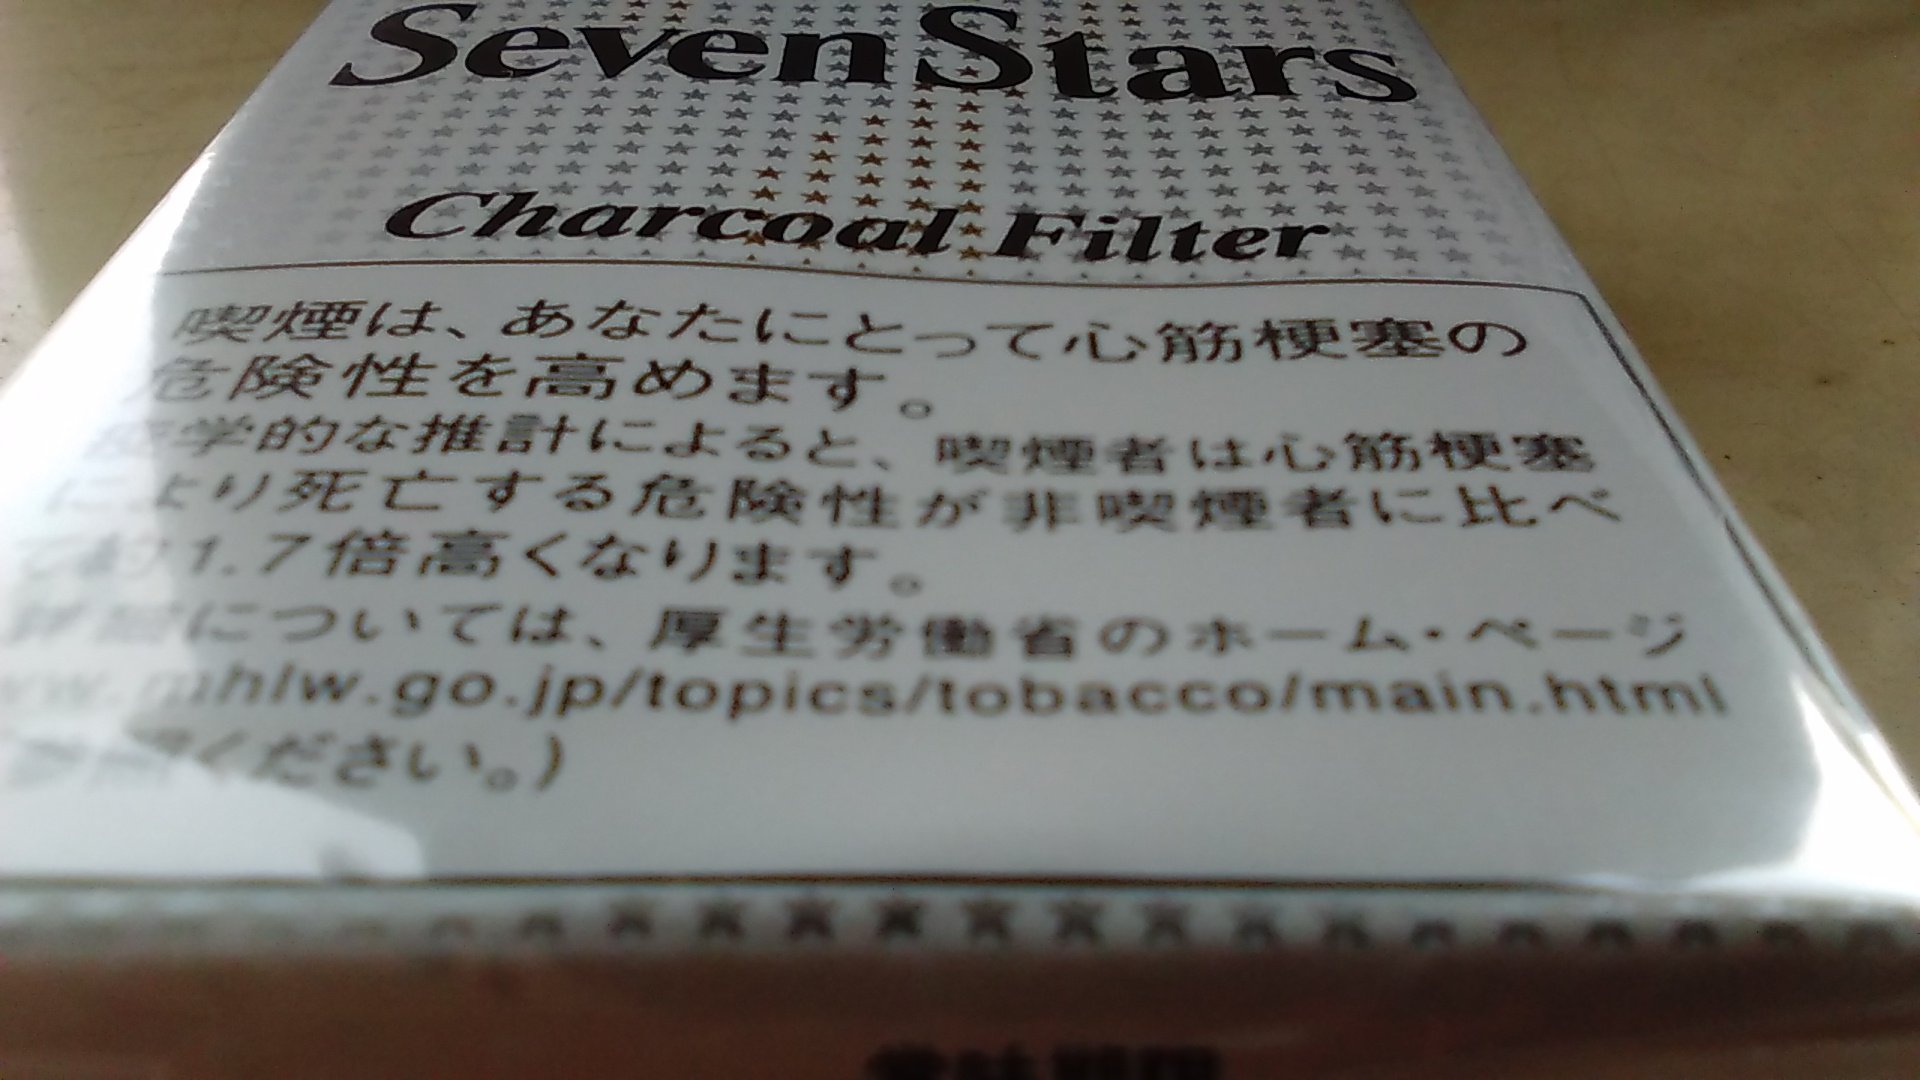 SevenStars
Charcoal Filter
喫煙は、あなたにとって心筋梗塞の
危険性を高めます。
疫学的な推計によると、喫煙者は心筋梗塞
により死亡する危険性が非喫煙者に比べ
て約1.7倍高くなります。
については、厚生労働省のホーム・ページ
mhlw.go.jp/topics/tobacco/main.html
ください。)